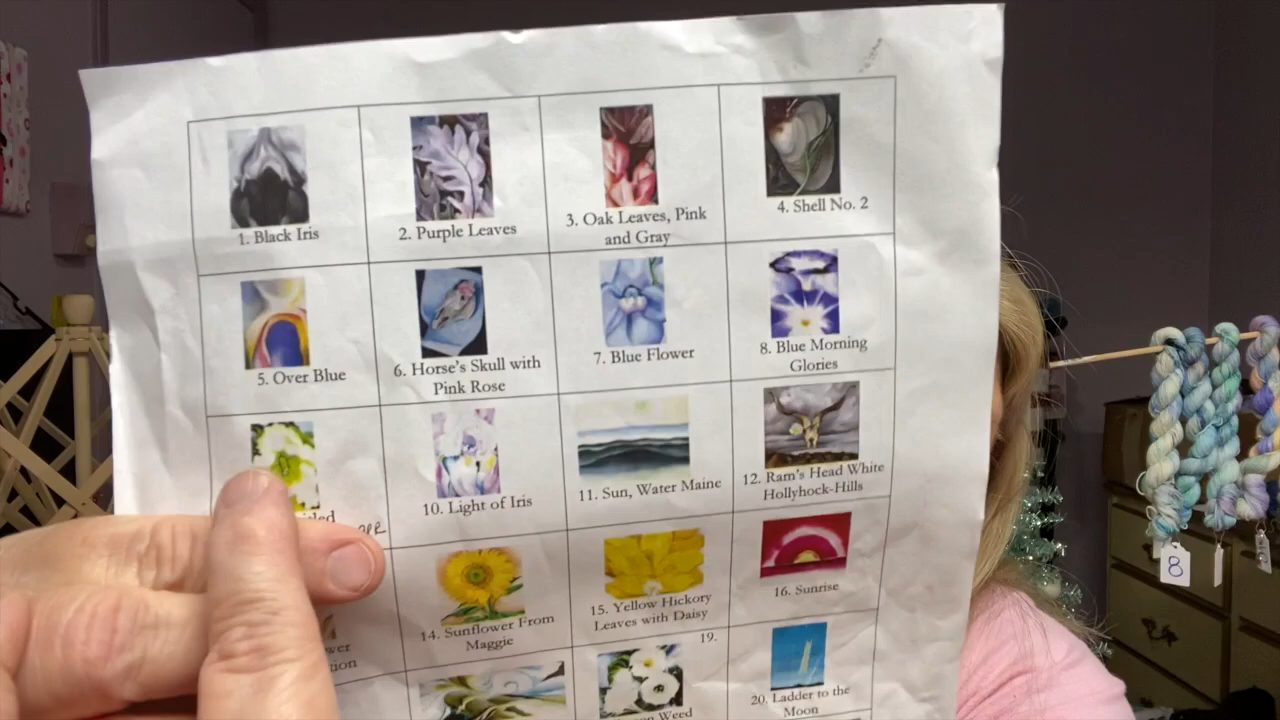 1. Black Iris
2. Purple Leaves
3. Oak Leaves, Pink
and Gray
4. Shell No. 2
5. Over Blue
6. Horse's Skull with
Pink Rose
7. Blue Flower
8. Blue Morning
Glories
10. Light of Iris
11. Sun, Water Maine
12. Ram's Head White
Hollyhock-Hills
14. Sunflower From
Maggie
15. Yellow Hickory
Leaves with Daisy
16. Sunrise
19.
Weed
20. Ladder to the
Moon
8